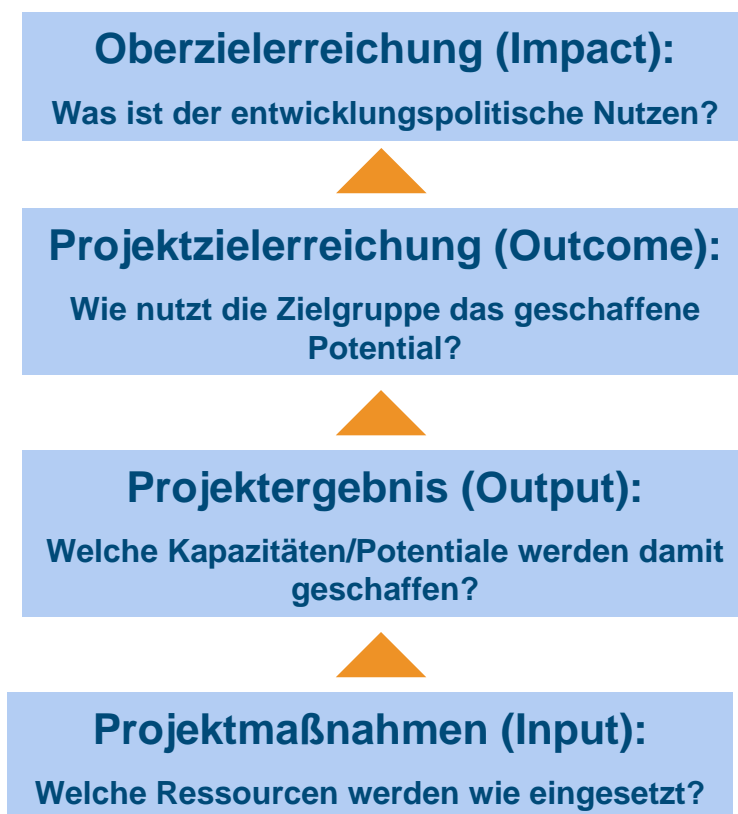 Oberzielerreichung (Impact):
Was ist der entwicklungspolitische Nutzen?
Projektzielerreichung (Outcome):
Wie nutzt die Zielgruppe das geschaffene
Potential?
Projektergebnis (Output):
Welche Kapazitäten/Potentiale werden damit
geschaffen?
Projektmaßnahmen (Input):
Welche Ressourcen werden wie eingesetzt?